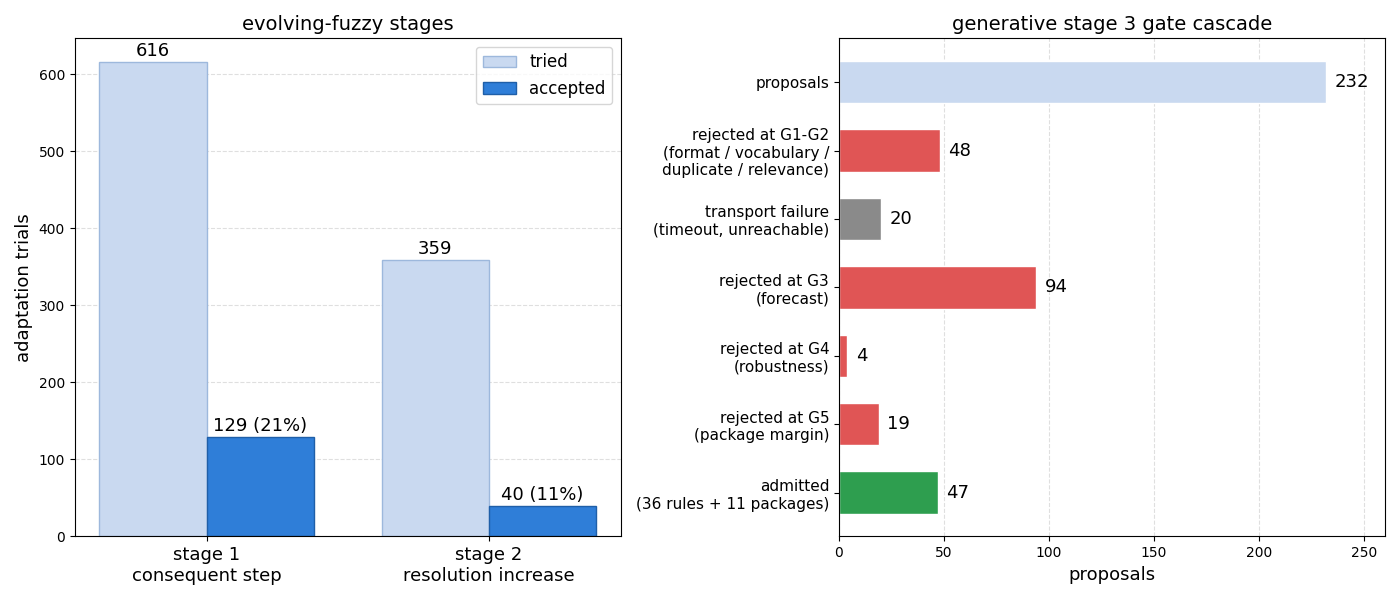 evolving-fuzzy stages
adaptation trials
600
500
400
300
200
100
0
616
129 (21%)
359
40 (11%)
tried
accepted
stage 1
consequent step
stage 2
resolution increase
generative stage 3 gate cascade
proposals
232
rejected at G1-G2
(format / vocabulary /
duplicate / relevance)
48
transport failure
(timeout, unreachable)
20
rejected at G3
(forecast)
94
rejected at G4
(robustness)
4
rejected at G5
(package margin)
19
admitted
(36 rules + 11 packages)
47
0
50
100
150
200
250
proposals